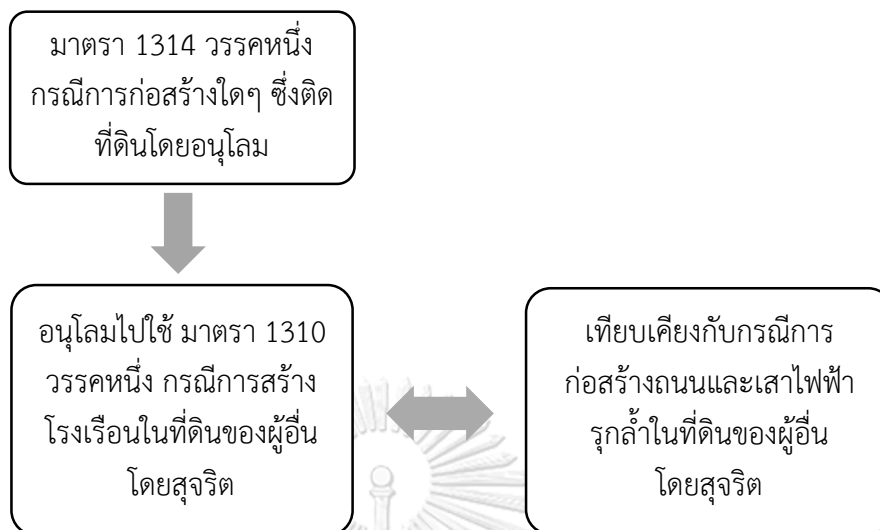 มาตรา 1314 วรรคหนึ่ง
กรณีการก่อสร้างใดๆ ซึ่งติด
ที่ดินโดยอนุโลม
อนุโลมไปใช้ มาตรา 1310
วรรคหนึ่ง กรณีการสร้าง
โรงเรือนในที่ดินของผู้อื่น
โดยสุจริต
เทียบเคียงกับกรณีการ
ก่อสร้างถนนและเสาไฟฟ้า
รุกล้ำในที่ดินของผู้อื่น
โดยสุจริต